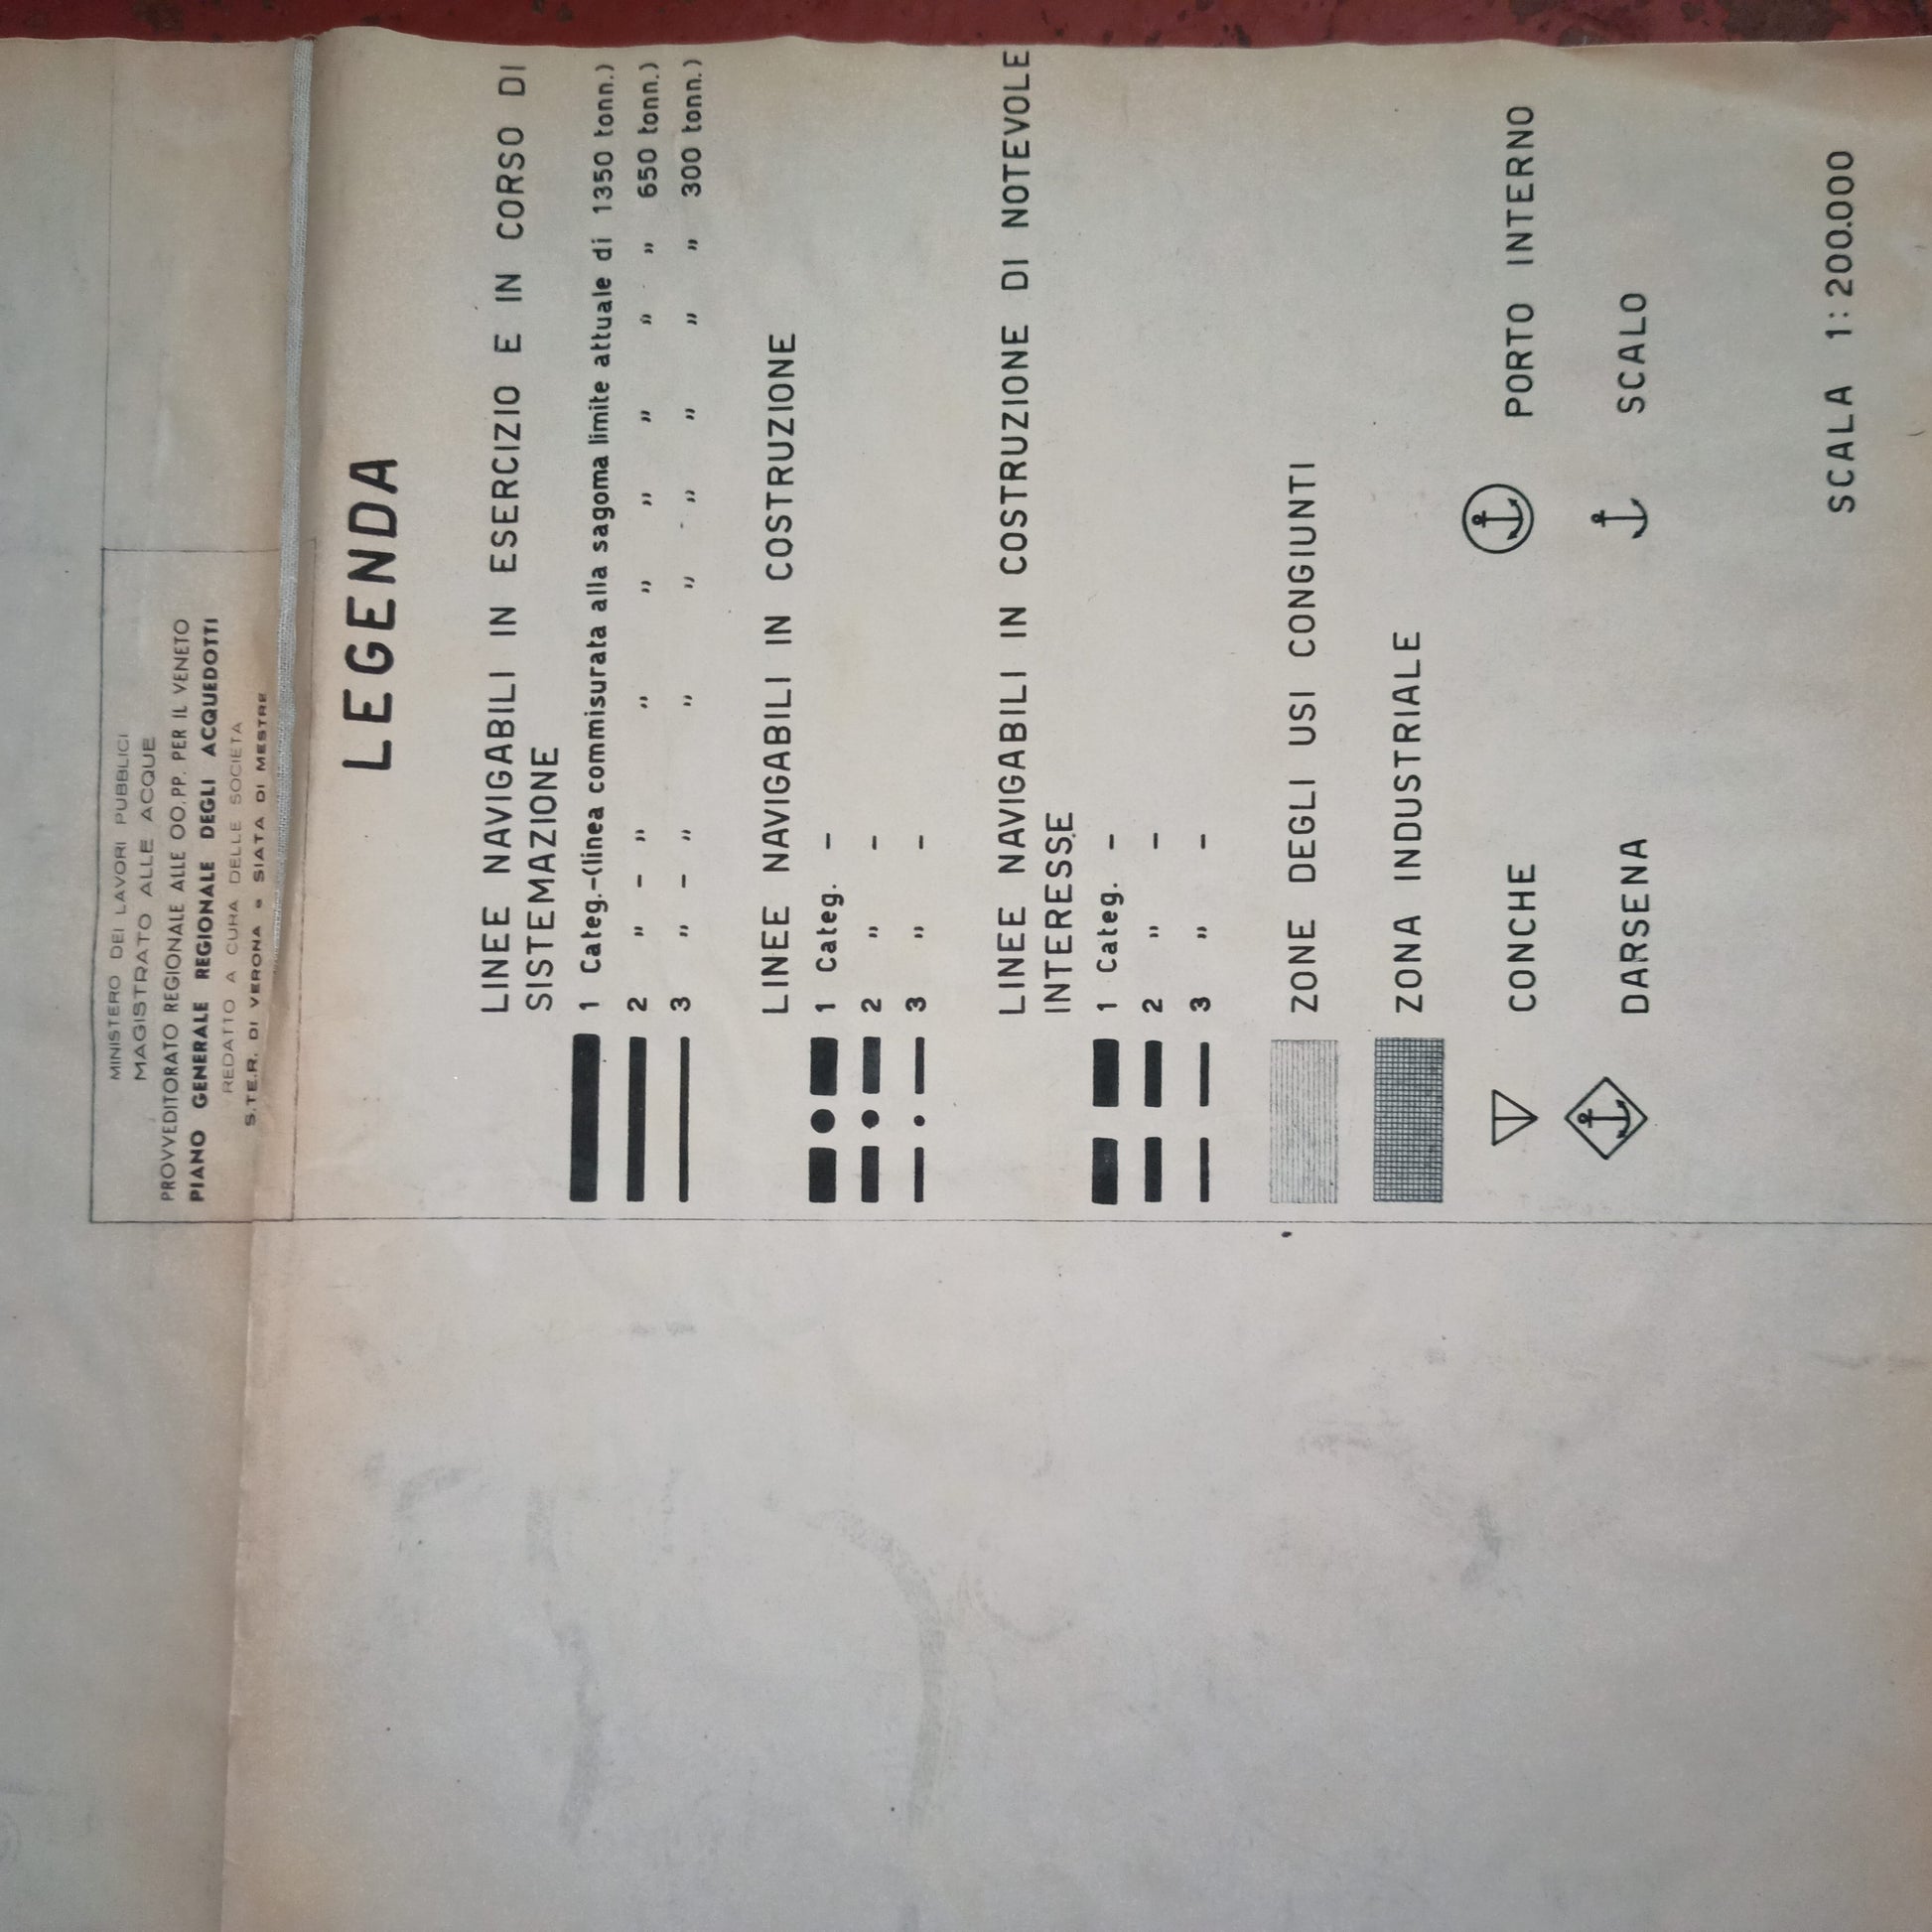 MINISTERO DEI LAVORI PUBBLICI
MAGISTRATO ALLE ACQUE
PROVVEDITORATO REGIONALE ALLE OO.PP. PER IL VENETO
PIANO GENERALE REGIONALE DEGLI ACQUEDOTTI
REDATTO A CURA DELLE SOCIETA
S.TE.R. DI VERONA = SIATA DI MESTRE
LEGENDA
LINEE NAVIGABILI IN ESERCIZIO E IN CORSO DI
SISTEMAZIONE
1 Categ.-(linea commisurata alla sagoma limite attuale di 1350 tonn.)
2 " - " " " " " " " 650 tonn.)
3 " - " " " " " " " 300 tonn.)
LINEE NAVIGABILI IN COSTRUZIONE
1 Categ. -
2 " -
3 " -
LINEE NAVIGABILI IN COSTRUZIONE DI NOTEVOLE
INTERESSE
1 Categ. -
2 " -
3 " -
ZONE DEGLI USI CONGIUNTI
ZONA INDUSTRIALE
CONCHE PORTO INTERNO
DARSENA SCALO
SCALA 1:200.000